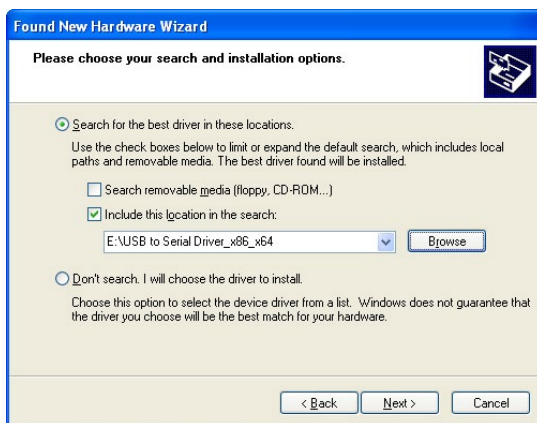 Found New Hardware Wizard
Please choose your search and installation options.
Search for the best driver in these locations.
Use the check boxes below to limit or expand the default search, which includes local
paths and removable media. The best driver found will be installed.
Search removable media (floppy, CD-ROM...)
Include this location in the search:
E:\USB to Serial Driver_x86_x64
Browse
Don't search. I will choose the driver to install.
Choose this option to select the device driver from a list. Windows does not guarantee that
the driver you choose will be the best match for your hardware.
< Back Next > Cancel